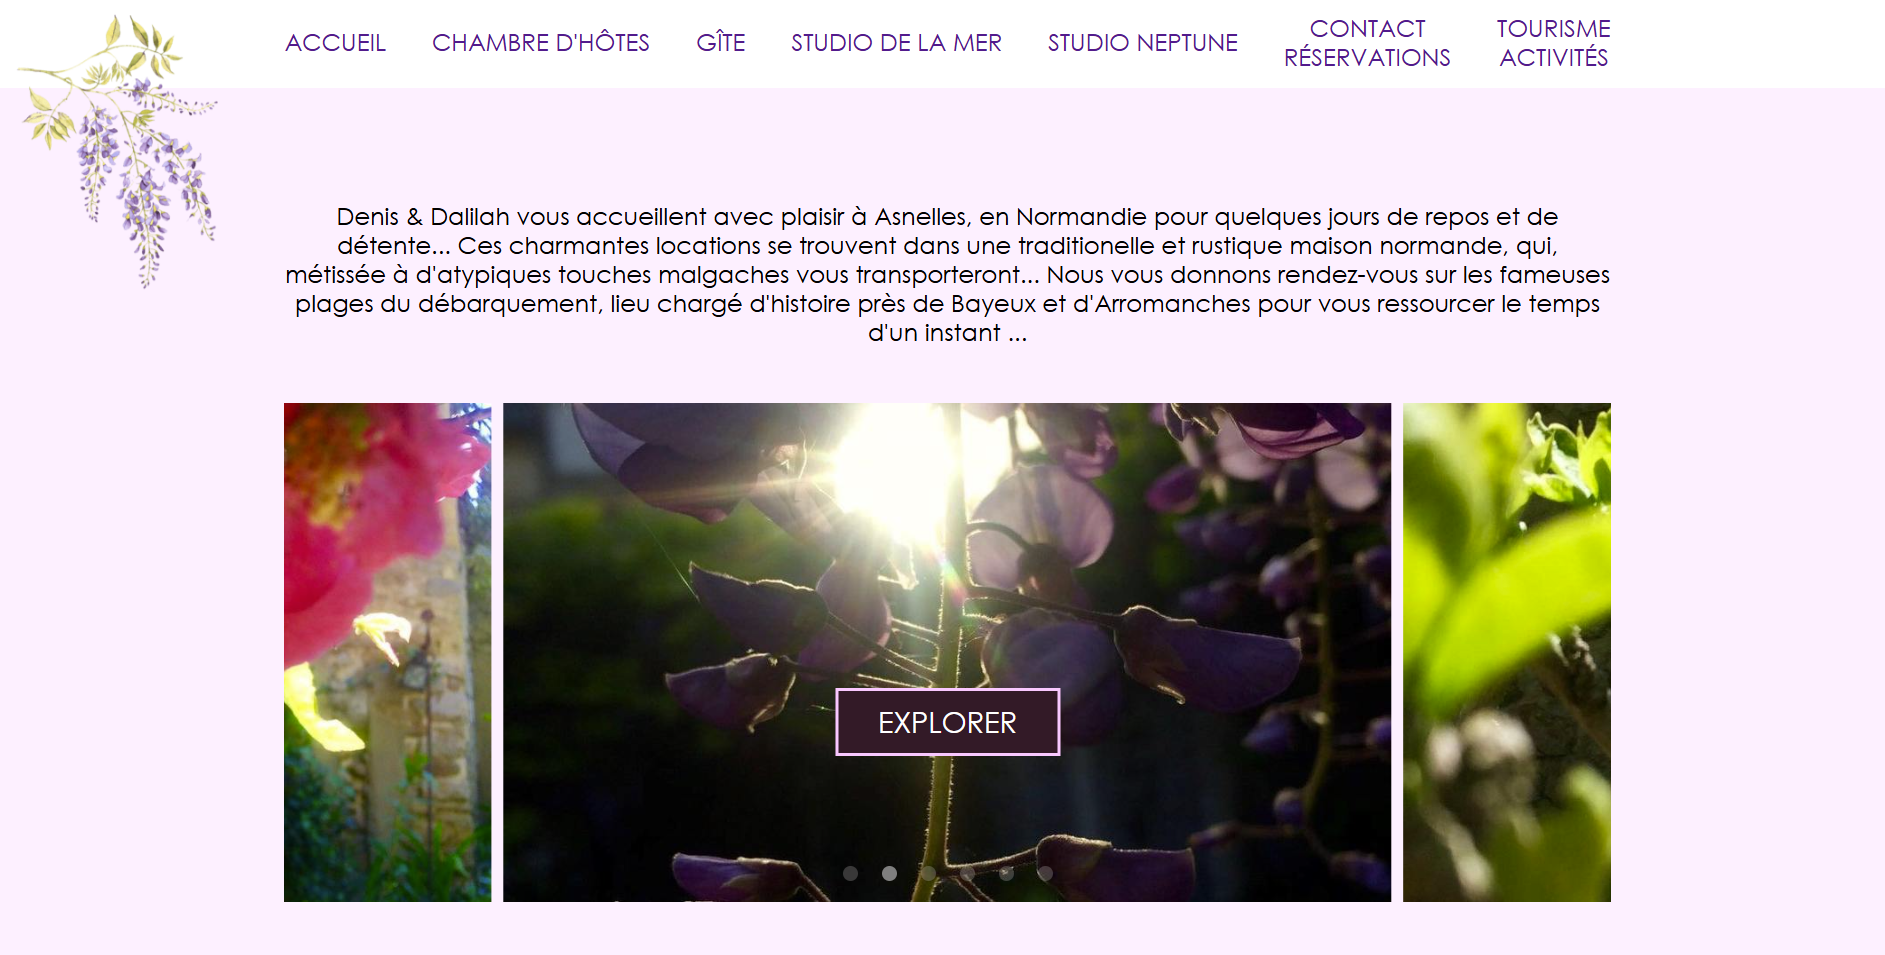 ACCUEIL CHAMBRE D'HÔTES GÎTE STUDIO DE LA MER STUDIO NEPTUNE CONTACT RÉSERVATIONS TOURISME ACTIVITÉS
Denis & Dalilah vous accueillent avec plaisir à Asnelles, en Normandie pour quelques jours de repos et de
détente... Ces charmantes locations se trouvent dans une traditionelle et rustique maison normande, qui,
métissée à d'atypiques touches malgaches vous transporteront... Nous vous donnons rendez-vous sur les fameuses
plages du débarquement, lieu chargé d'histoire près de Bayeux et d'Arromanches pour vous ressourcer le temps
d'un instant ...
EXPLORER